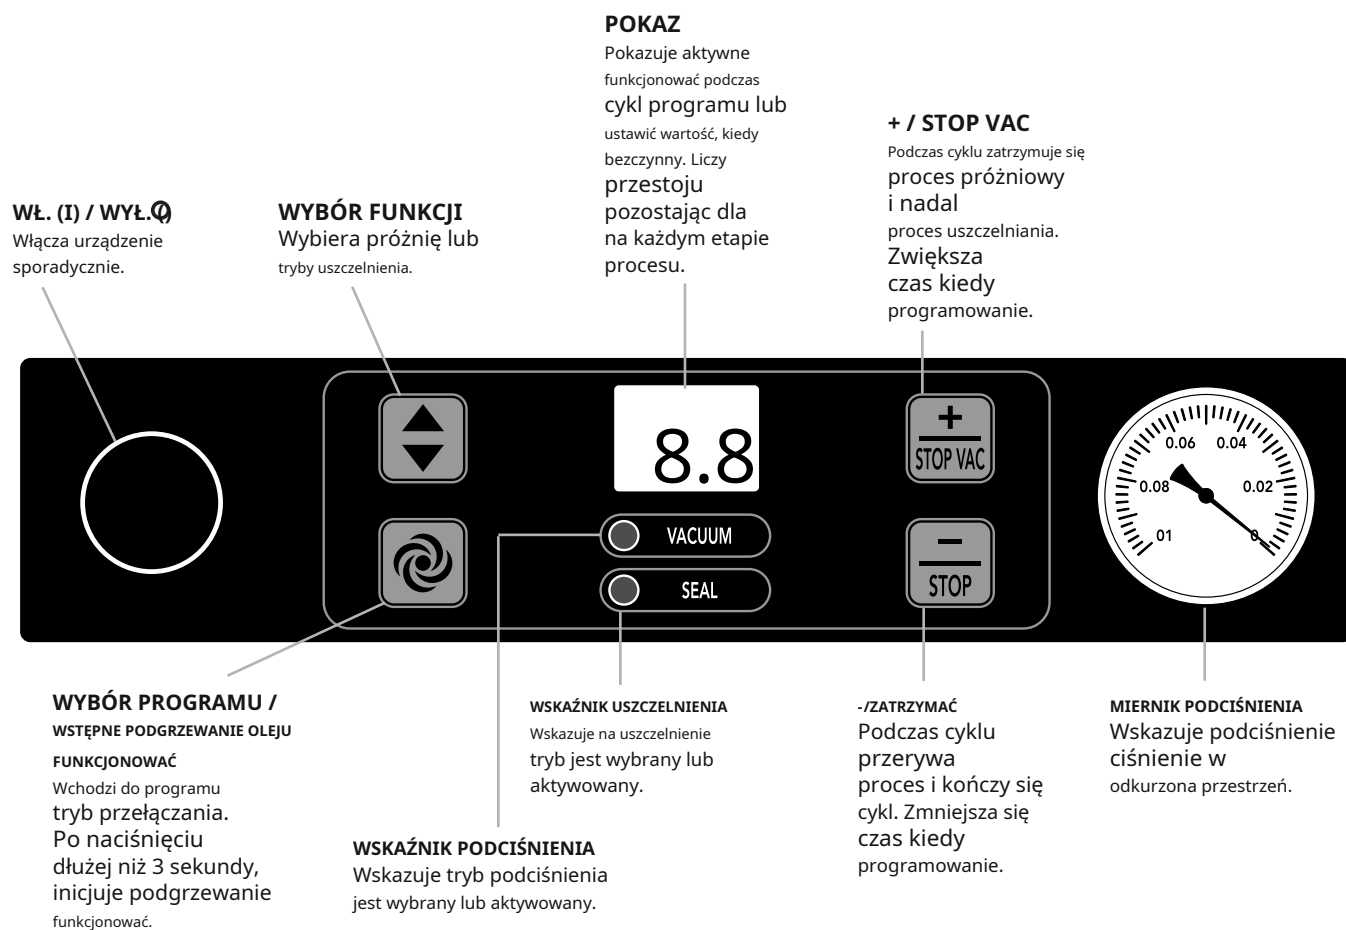 POKAZ
Pokazuje aktywne
funkcjonować podczas
cykl programu lub
ustawić wartość, kiedy
bezczynny. Liczy
przestoju
pozostając dla
na każdym etapie
procesu.
+ / STOP VAC
Podczas cyklu zatrzymuje się
proces próżniowy
i nadal
proces uszczelniania.
Zwiększa
czas kiedy
programowanie.
WŁ. (I) / WYŁ.()
Włącza urządzenie
sporadycznie.
WYBÓR FUNKCJI
Wybiera próżnię lub
tryby uszczelnienia.
8.8
VACUUM
SEAL
+
STOP VAC
−
STOP
0.06 0.04
0.08 0.02
01 0
WYBÓR PROGRAMU /
WSTĘPNE PODGRZEWANIE OLEJU
FUNKCJONOWAĆ
Wchodzi do programu
tryb przełączania.
Po naciśnięciu
dłużej niż 3 sekundy,
inicjuje podgrzewanie
funkcjonować.
WSKAŹNIK PODCIŚNIENIA
Wskazuje tryb podciśnienia
jest wybrany lub aktywowany.
WSKAŹNIK USZCZELNIENIA
Wskazuje na uszczelnienie
tryb jest wybrany lub
aktywowany.
-/ZATRZYMAĆ
Podczas cyklu
przerywa
proces i kończy się
cykl. Zmniejsza się
czas kiedy
programowanie.
MIERNIK PODCIŚNIENIA
Wskazuje podciśnienie
ciśnienie w
odkurzona przestrzeń.